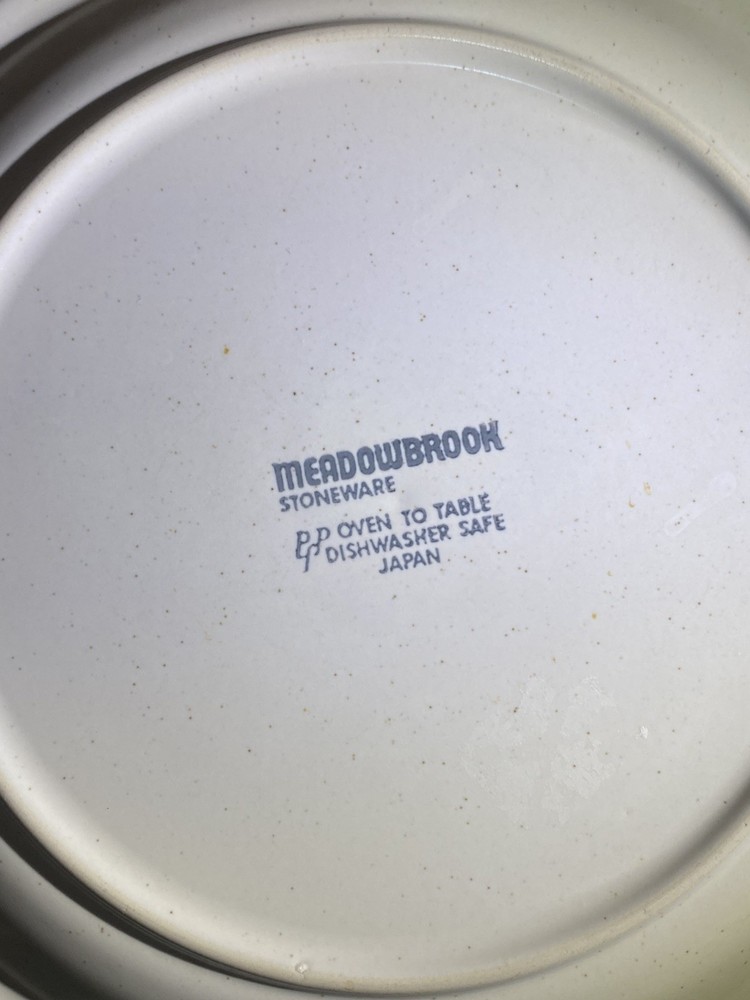 MEADOWBROOK
STONEWARE
OVEN TO TABLE
DISHWASHER SAFE
JAPAN